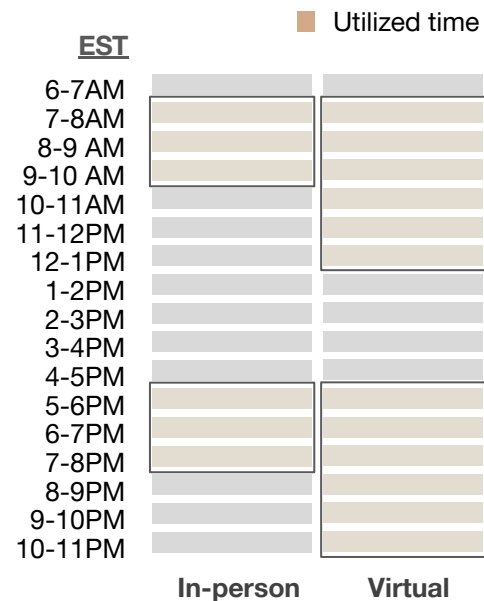 Utilized time
EST
6-7AM
7-8AM
8-9 AM
9-10 AM
10-11AM
11-12PM
12-1PM
1-2PM
2-3PM
3-4PM
4-5PM
5-6PM
6-7PM
7-8PM
8-9PM
9-10PM
10-11PM
In-person Virtual